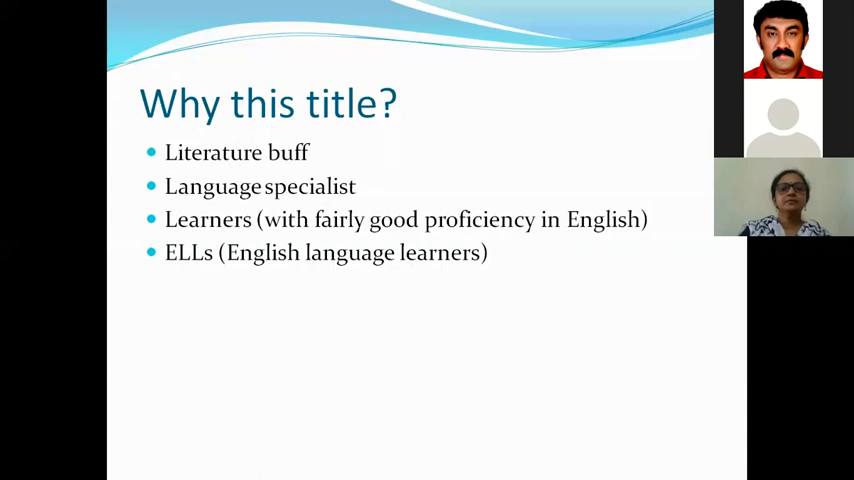 Why this title?
Literature buff
Language specialist
Learners (with fairly good proficiency in English)
ELLs (English language learners)